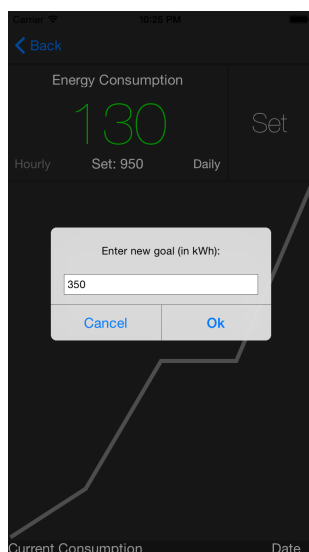 Carrier 10:25 PM
Back
Energy Consumption
130
Set
Hourly Set: 950 Daily
Enter new goal (in kWh):
350
Cancel Ok
Current Consumption Date